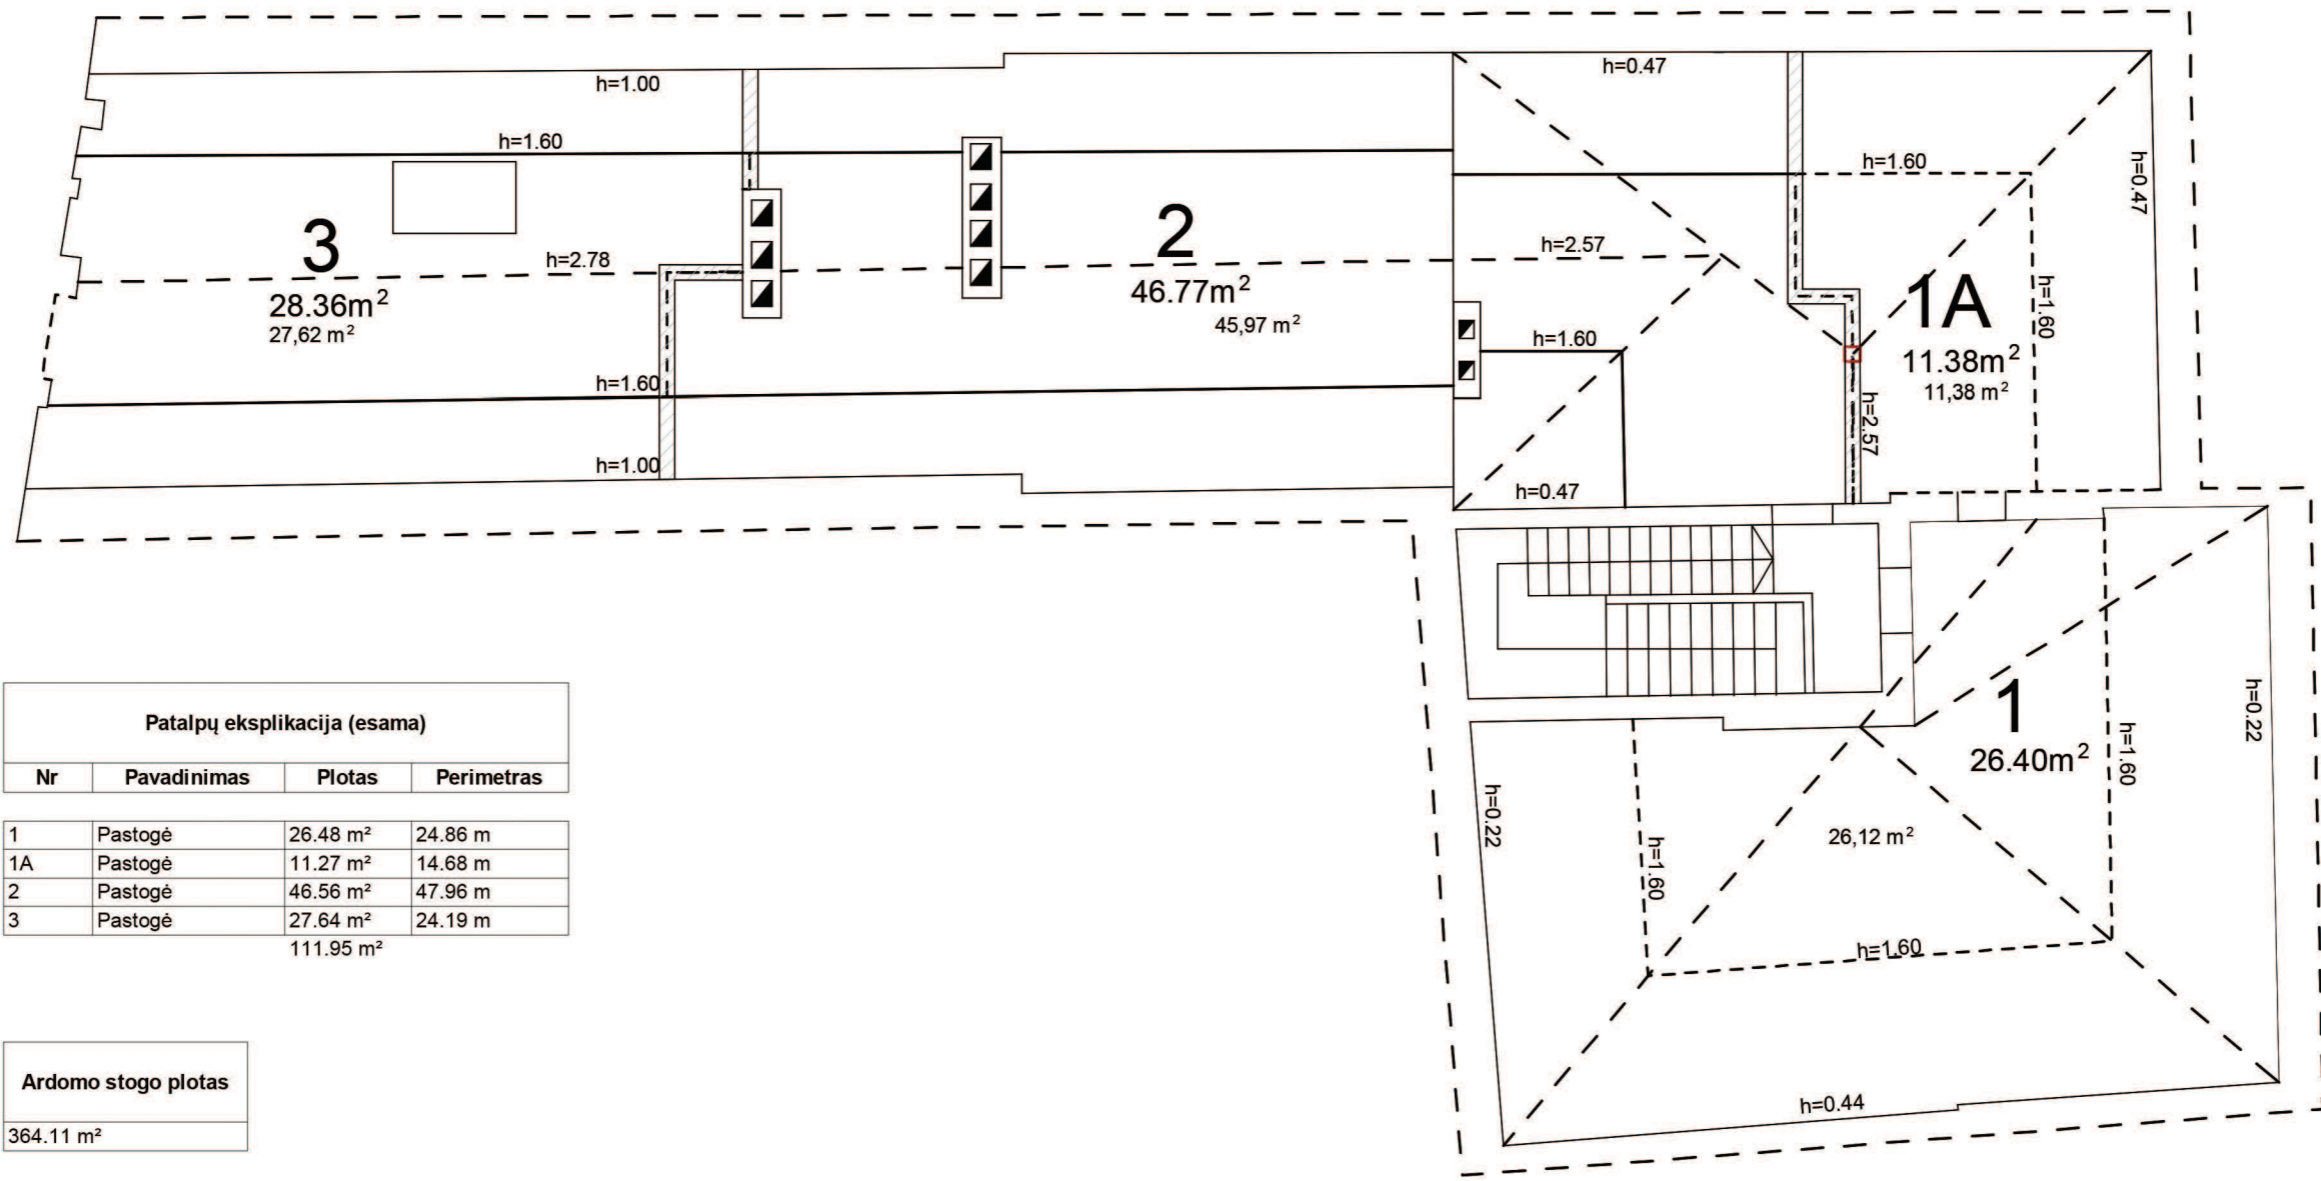 h=1.00
h=0.47
h=1.60
h=1.60
h=0.47
3
h=2.78
2
h=2.57
1A
h=1.60
28.36m²
27,62 m²
46.77m²
45,97 m²
h=1.60
11.38m²
11,38 m²
h=1.60
h=2.57
h=1.00
h=0.47
1
26.40m²
h=0.22
h=1.60
h=0.22
26,12 m²
h=1.60
h=1.60
h=0.44
Patalpų eksplikacija (esama)
Nr Pavadinimas Plotas Perimetras
1 Pastogė 26.48 m² 24.86 m
1A Pastogė 11.27 m² 14.68 m
2 Pastogė 46.56 m² 47.96 m
3 Pastogė 27.64 m² 24.19 m
111.95 m²
Ardomo stogo plotas
364.11 m²